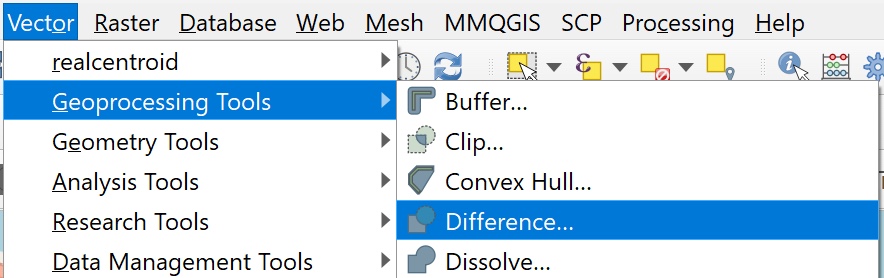 Vector Raster Database Web Mesh MMQGIS SCP Processing Help
realcentroid
Geoprocessing Tools
Geometry Tools
Analysis Tools
Research Tools
Data Management Tools
Buffer...
Clip...
Convex Hull...
Difference...
Dissolve...